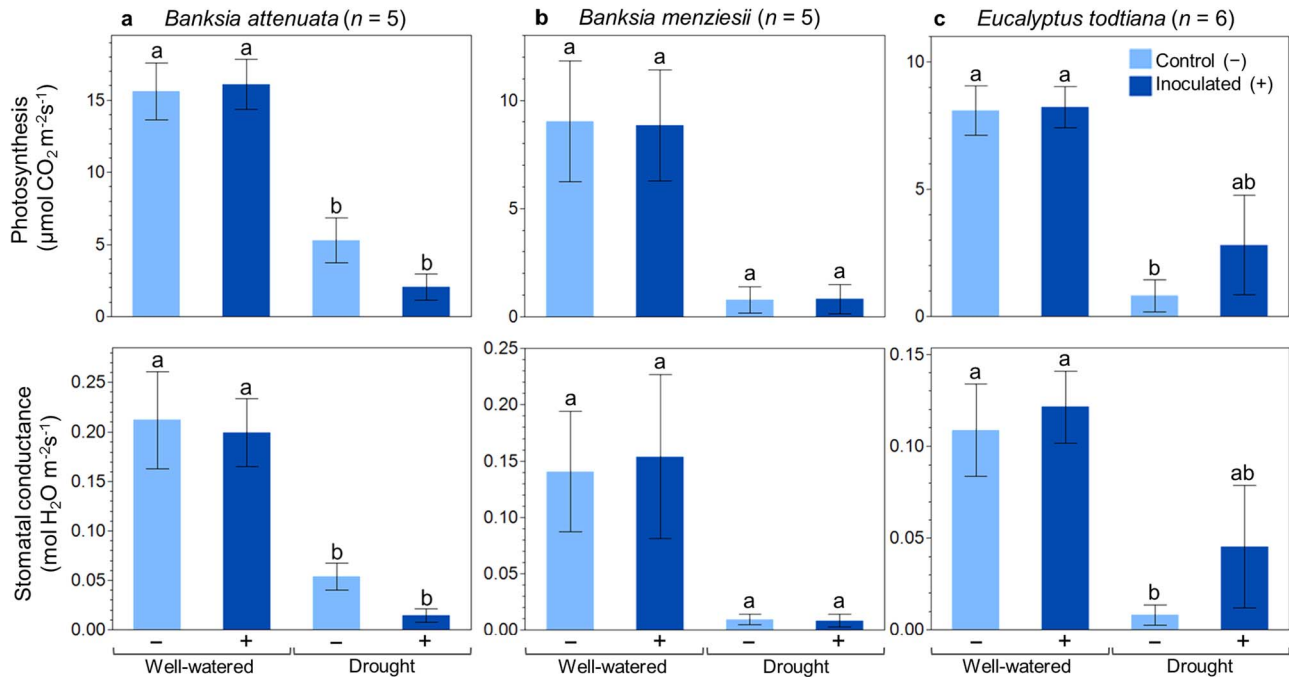 a Banksia attenuata (n = 5)
b Banksia menziesii (n = 5)
c Eucalyptus todtiana (n = 6)
Control (−)
Inoculated (+)
Photosynthesis
(µmol CO₂ m⁻²s⁻¹)
15
10
5
0
a
a
b
b
10
5
0
a
a
a
a
10
5
0
a
a
b
ab
Stomatal conductance
(mol H₂O m⁻²s⁻¹)
0.25
0.20
0.15
0.10
0.05
0.00
a
a
b
b
0.25
0.20
0.15
0.10
0.05
0.00
a
a
a
a
0.15
0.10
0.05
0.00
a
a
b
ab
− + − +
Well-watered Drought
− + − +
Well-watered Drought
− + − +
Well-watered Drought